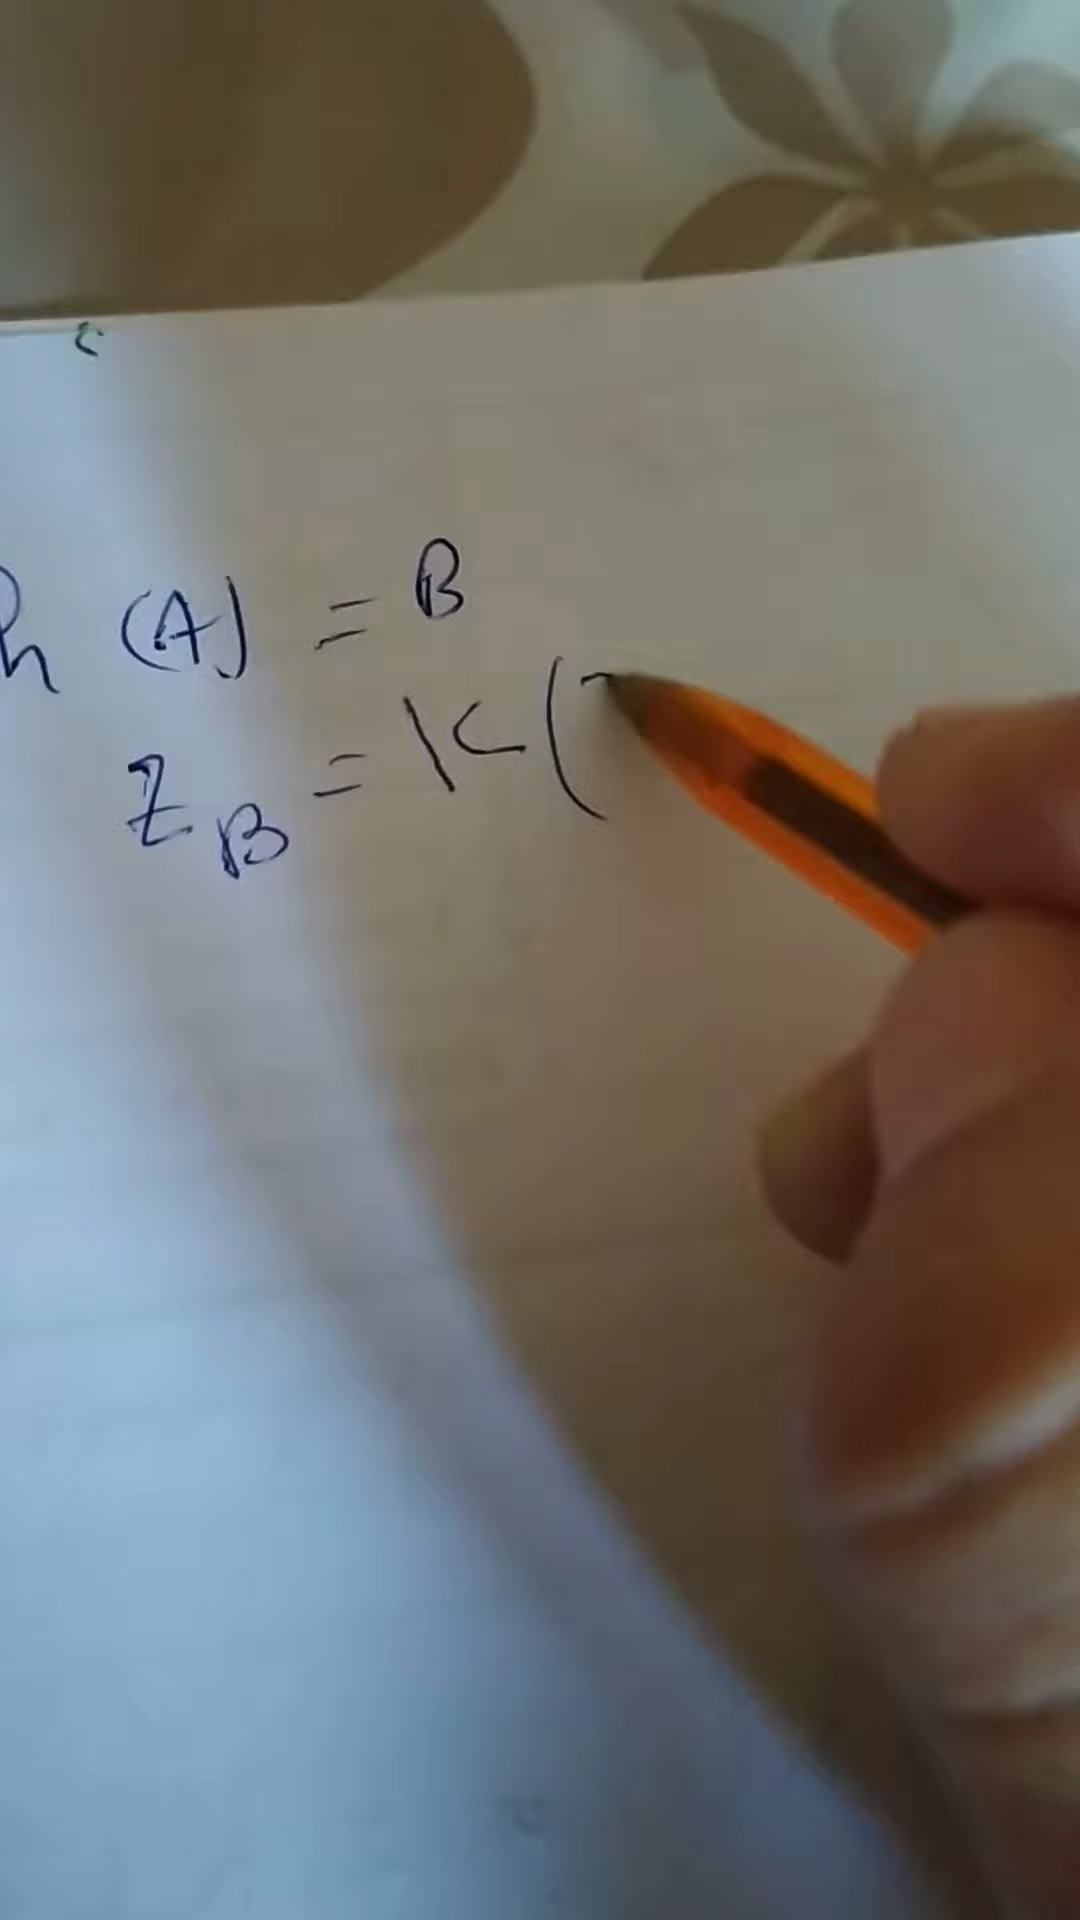 h (A) = B
Z_B = K (